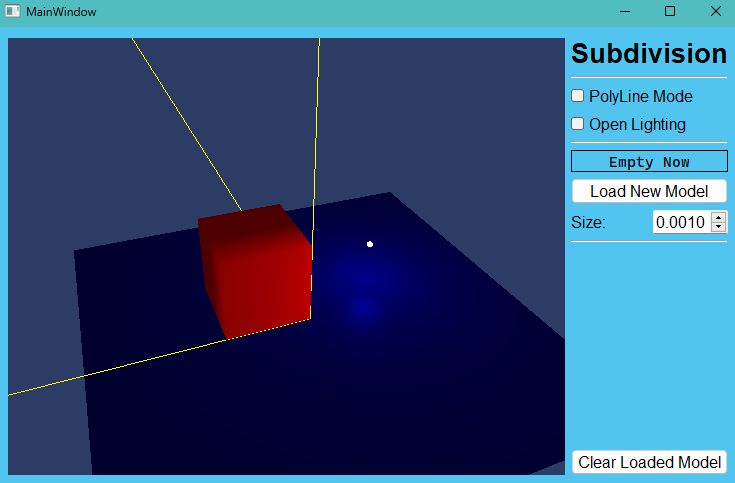 MainWindow
Subdivision
PolyLine Mode
Open Lighting
Empty Now
Load New Model
Size: 0.0010
Clear Loaded Model